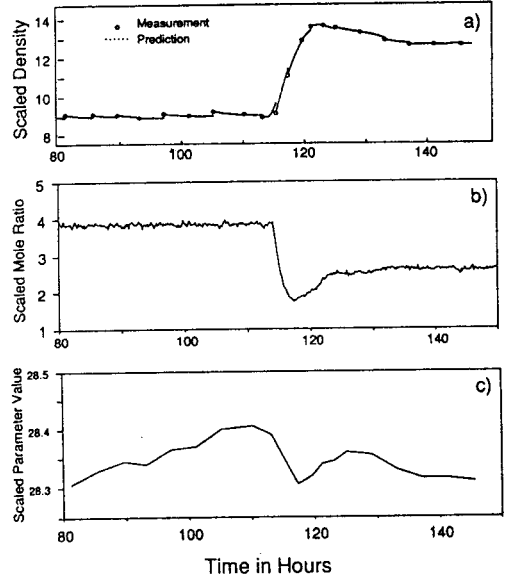 a)
Scaled Density
14
12
10
9
8
Measurement
Prediction
80 100 120 140
b)
Scaled Mole Ratio
5
4
3
2
1
80 100 120 140
c)
Scaled Parameter Value
28.5
28.4
28.3
80 100 120 140
Time in Hours